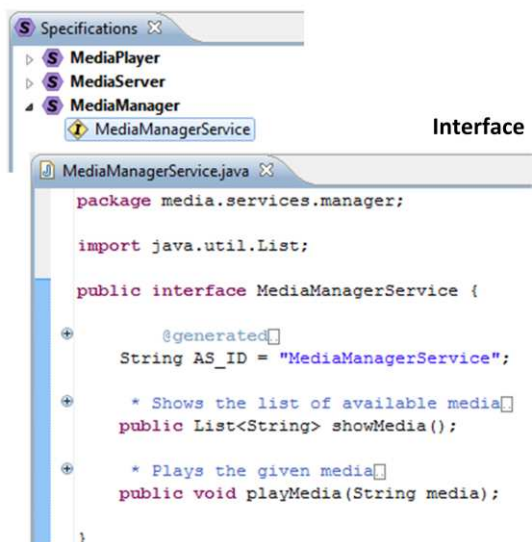 Specifications
MediaPlayer
MediaServer
MediaManager
MediaManagerService
Interface
MediaManagerService.java
package media.services.manager;
import java.util.List;
public interface MediaManagerService {
@generated
String AS_ID = "MediaManagerService";
* Shows the list of available media
public List<String> showMedia();
* Plays the given media
public void playMedia(String media);
}